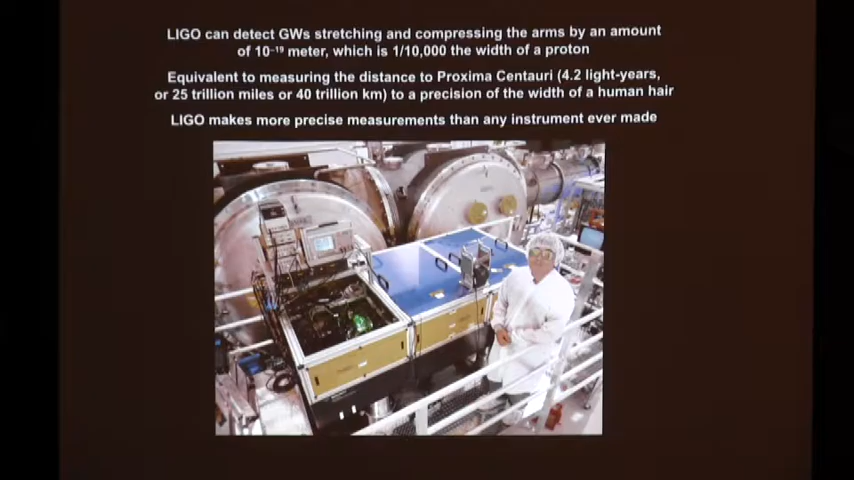 LIGO can detect GWs stretching and compressing the arms by an amount
of 10⁻¹⁹ meter, which is 1/10,000 the width of a proton
Equivalent to measuring the distance to Proxima Centauri (4.2 light-years,
or 25 trillion miles or 40 trillion km) to a precision of the width of a human hair
LIGO makes more precise measurements than any instrument ever made